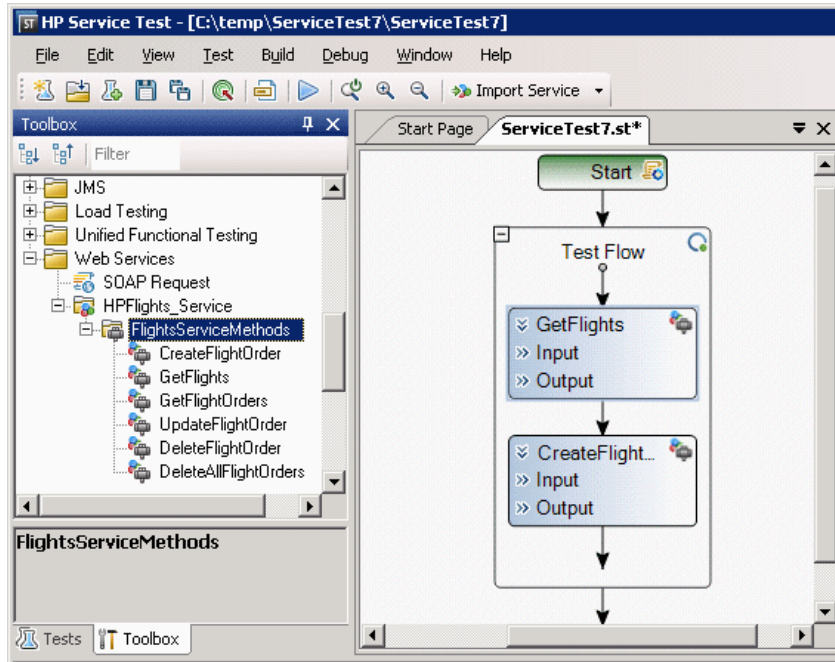 HP Service Test - [C:\temp\ServiceTest7\ServiceTest7]
File Edit View Test Build Debug Window Help
Import Service
Toolbox
Filter
JMS
Load Testing
Unified Functional Testing
Web Services
SOAP Request
HPFlights_Service
FlightsServiceMethods
CreateFlightOrder
GetFlights
GetFlightOrders
UpdateFlightOrder
DeleteFlightOrder
DeleteAllFlightOrders
FlightsServiceMethods
Tests Toolbox
Start Page ServiceTest7.st*
Start
Test Flow
GetFlights
Input
Output
CreateFlight...
Input
Output